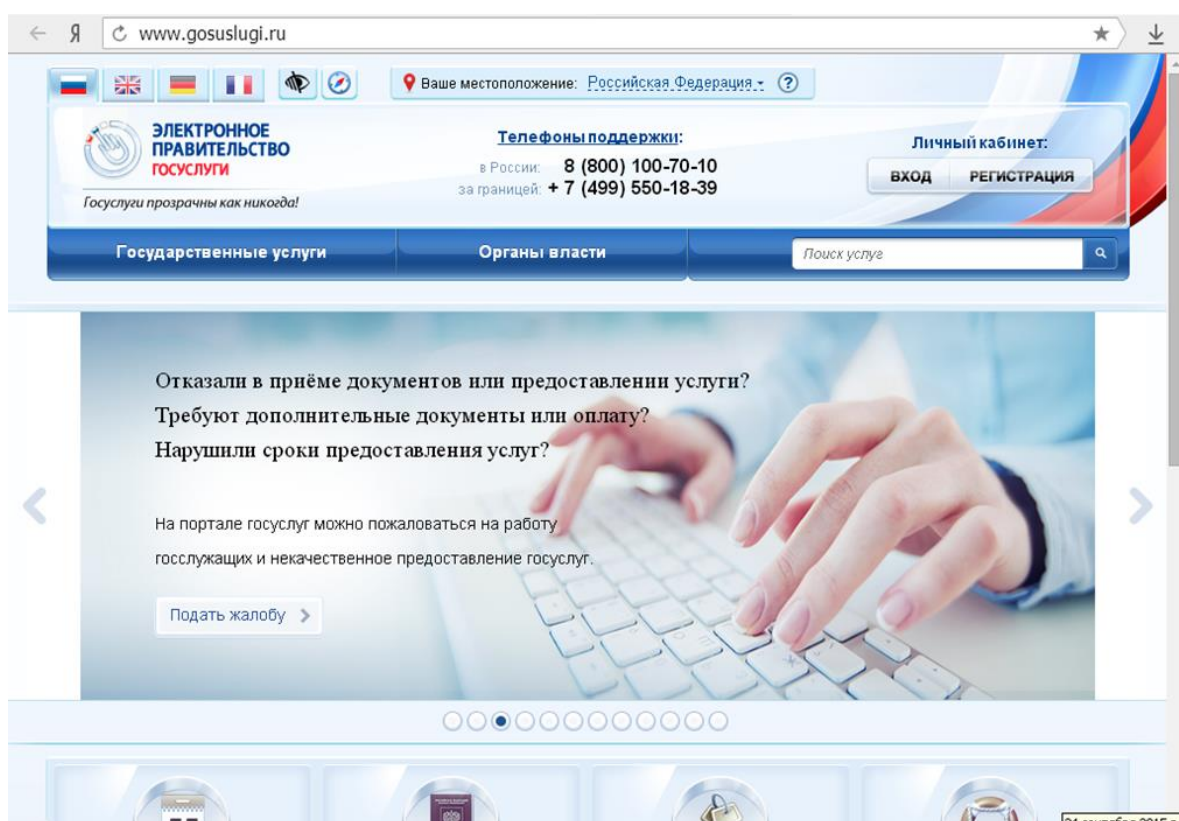 Я www.gosuslugi.ru
Ваше местоположение: Российская Федерация ?
ЭЛЕКТРОННОЕ
ПРАВИТЕЛЬСТВО
ГОСУСЛУГИ
Госуслуги прозрачны как никогда!
Телефоны поддержки:
в России: 8 (800) 100-70-10
за границей: + 7 (499) 550-18-39
Личный кабинет:
ВХОД РЕГИСТРАЦИЯ
Государственные услуги Органы власти Поиск услуг
Отказали в приёме документов или предоставлении услуги?
Требуют дополнительные документы или оплату?
Нарушили сроки предоставления услуг?
На портале госуслуг можно пожаловаться на работу
госслужащих и некачественное предоставление госуслуг.
Подать жалобу